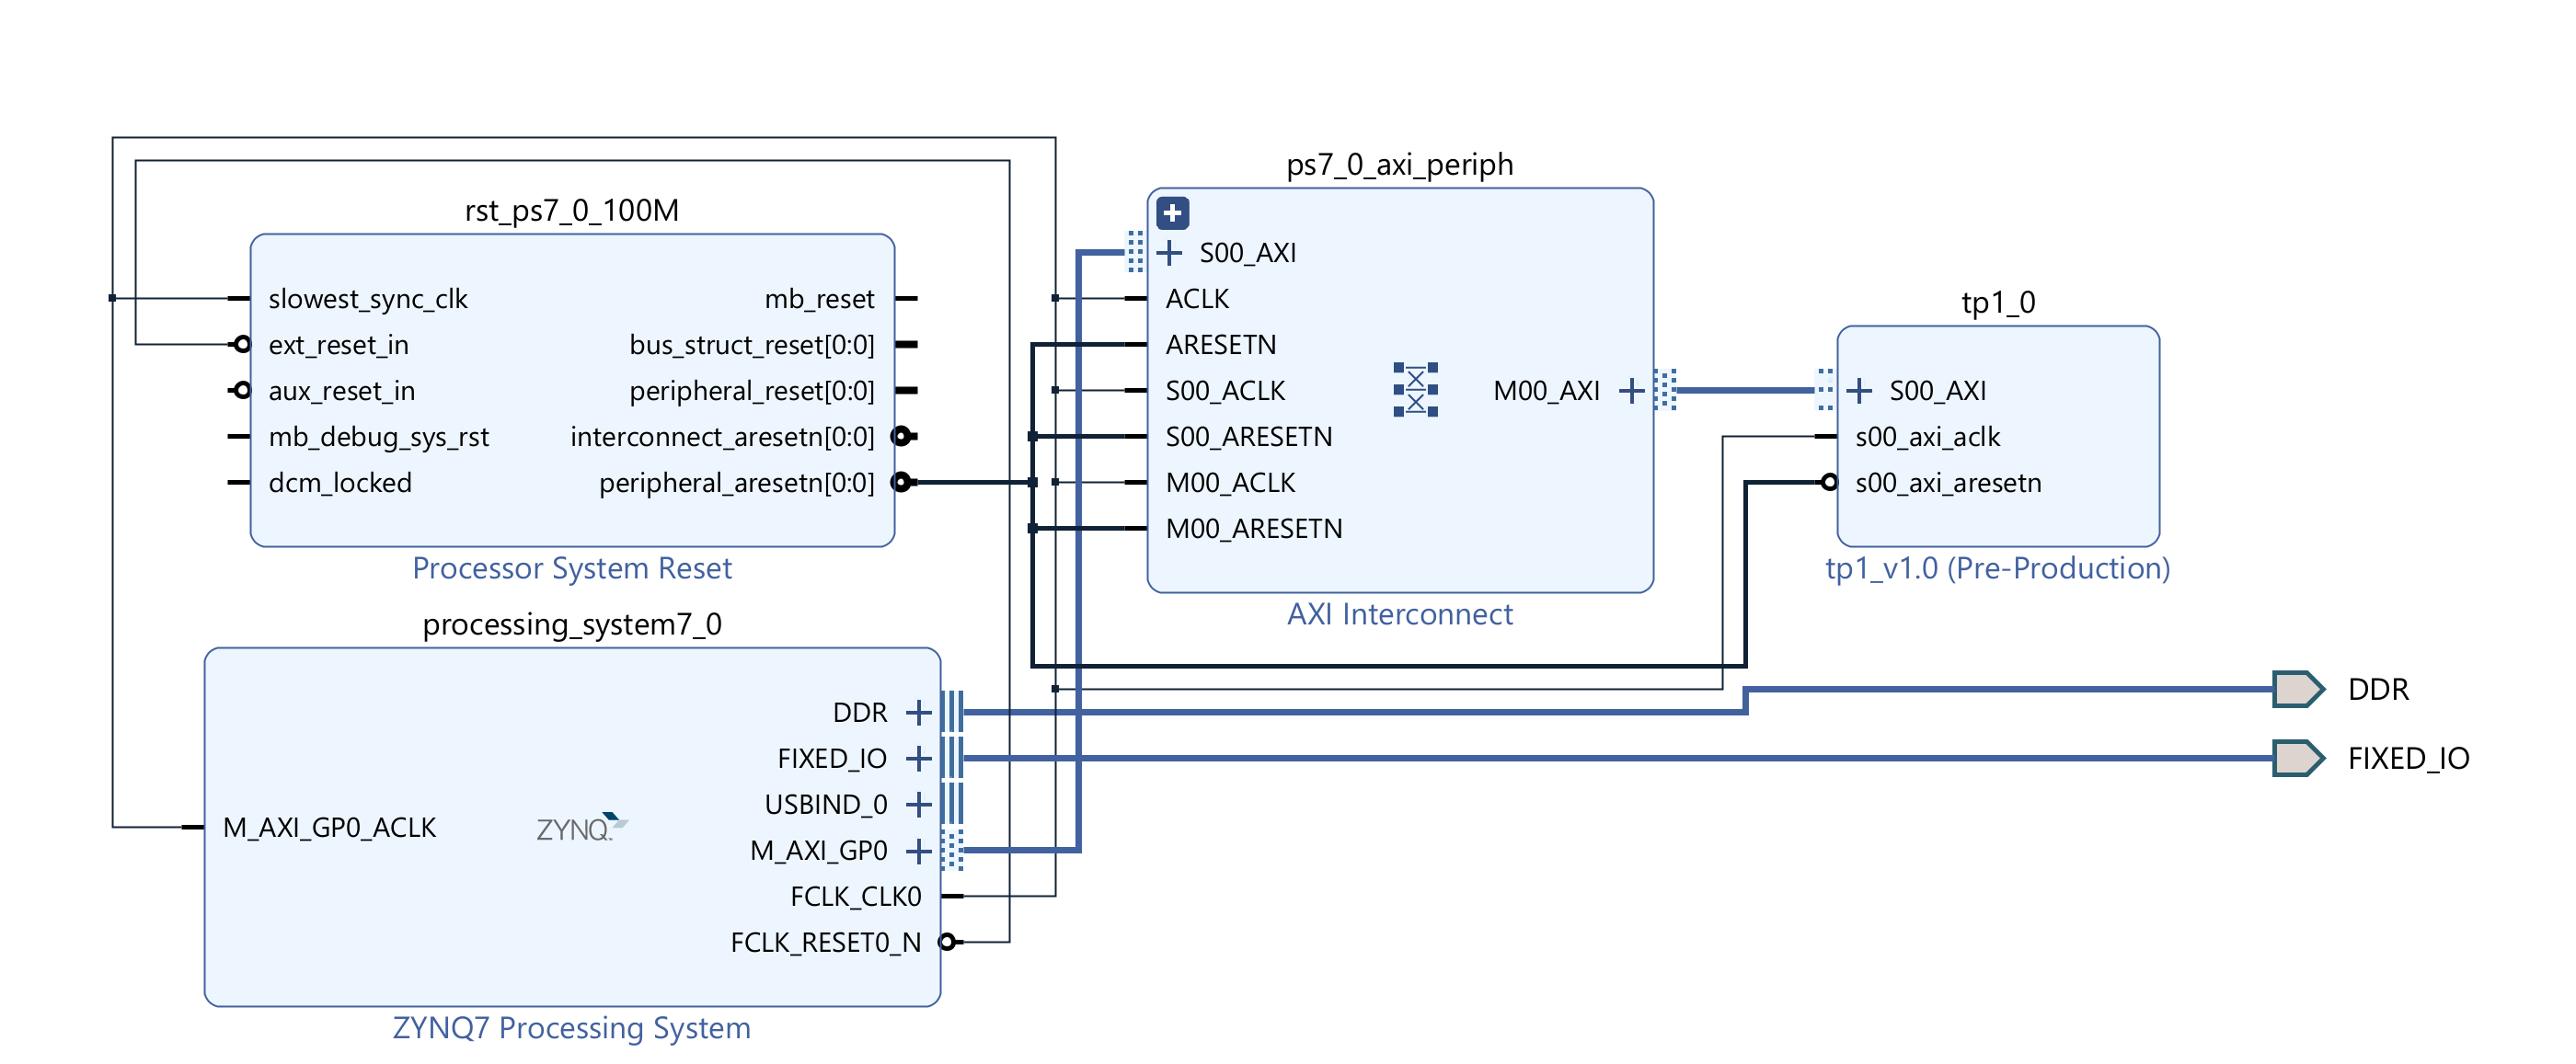 rst_ps7_0_100M
slowest_sync_clk
ext_reset_in
aux_reset_in
mb_debug_sys_rst
dcm_locked
mb_reset
bus_struct_reset[0:0]
peripheral_reset[0:0]
interconnect_aresetn[0:0]
peripheral_aresetn[0:0]
Processor System Reset
processing_system7_0
M_AXI_GP0_ACLK
ZYNQ
DDR
FIXED_IO
USBIND_0
M_AXI_GP0
FCLK_CLK0
FCLK_RESET0_N
ZYNQ7 Processing System
ps7_0_axi_periph
S00_AXI
ACLK
ARESETN
S00_ACLK
S00_ARESETN
M00_ACLK
M00_ARESETN
M00_AXI
AXI Interconnect
tp1_0
S00_AXI
s00_axi_aclk
s00_axi_aresetn
tp1_v1.0 (Pre-Production)
DDR
FIXED_IO